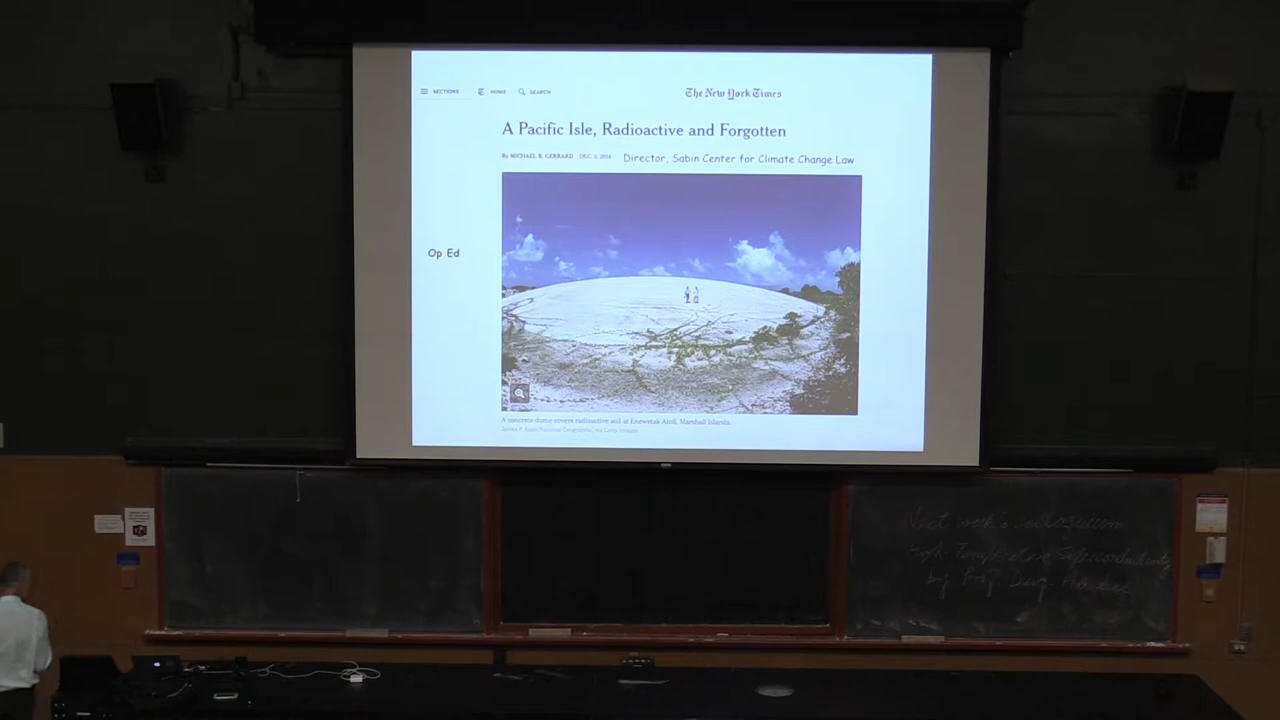 SECTIONS HOME SEARCH The New York Times
A Pacific Isle, Radioactive and Forgotten
By MICHAEL B. GERRARD DEC. 3, 2014 Director, Sabin Center for Climate Change Law
Op Ed
A concrete dome covers radioactive soil at Enewetak Atoll, Marshall Islands.
Next week's colloquium
High-Temperature Superconductivity
by Prof.